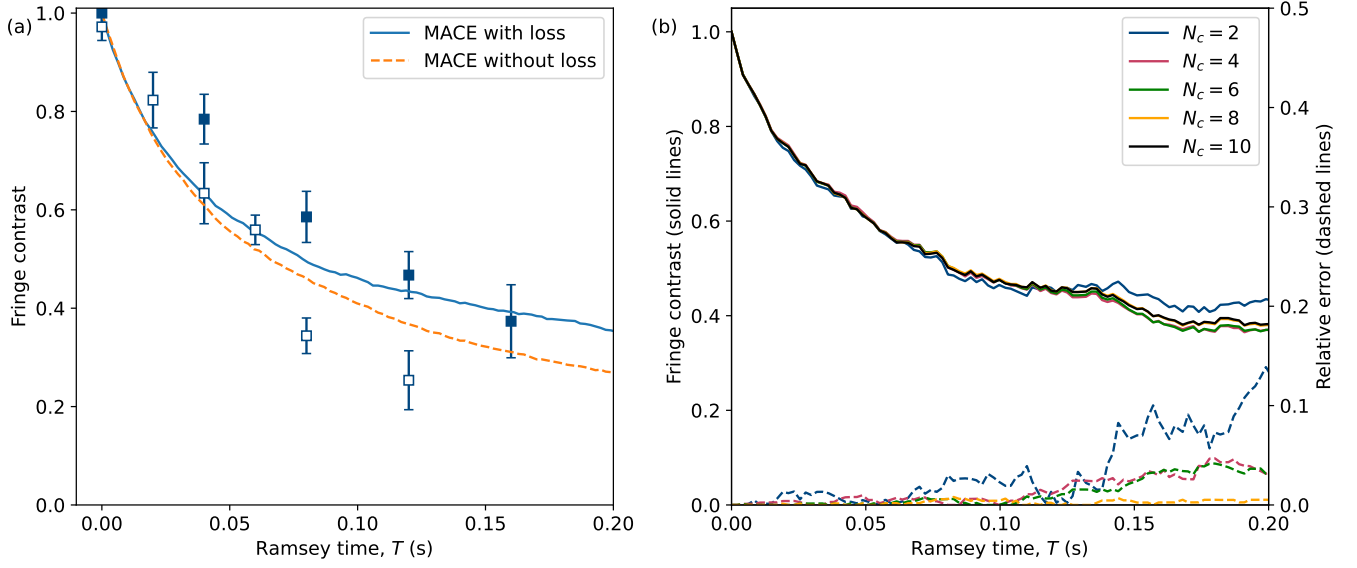 (a)
1.0
0.8
0.6
0.4
0.2
0.0
Fringe contrast
MACE with loss
MACE without loss
0.00
0.05
0.10
0.15
0.20
Ramsey time, T (s)
(b)
1.0
0.8
0.6
0.4
0.2
0.0
Fringe contrast (solid lines)
N_c = 2
N_c = 4
N_c = 6
N_c = 8
N_c = 10
0.5
0.4
0.3
0.2
0.1
0.0
Relative error (dashed lines)
0.00
0.05
0.10
0.15
0.20
Ramsey time, T (s)